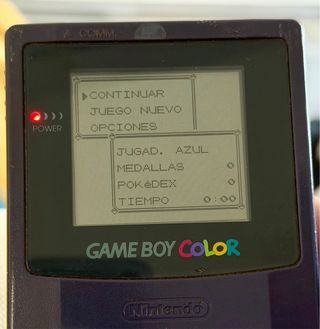 COMM.
CONTINUAR
JUEGO NUEVO
OPCIONES
JUGAD. AZUL
MEDALLAS 0
POKéDEX 0
TIEMPO 0:00
POWER
GAME BOY COLOR
Nintendo